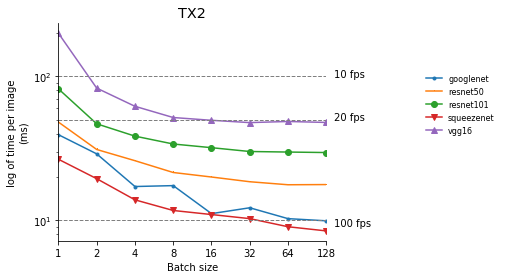 TX2
log of time per image
(ms)
10²
10¹
10 fps
20 fps
100 fps
1 2 4 8 16 32 64 128
Batch size
googlenet
resnet50
resnet101
squeezenet
vgg16